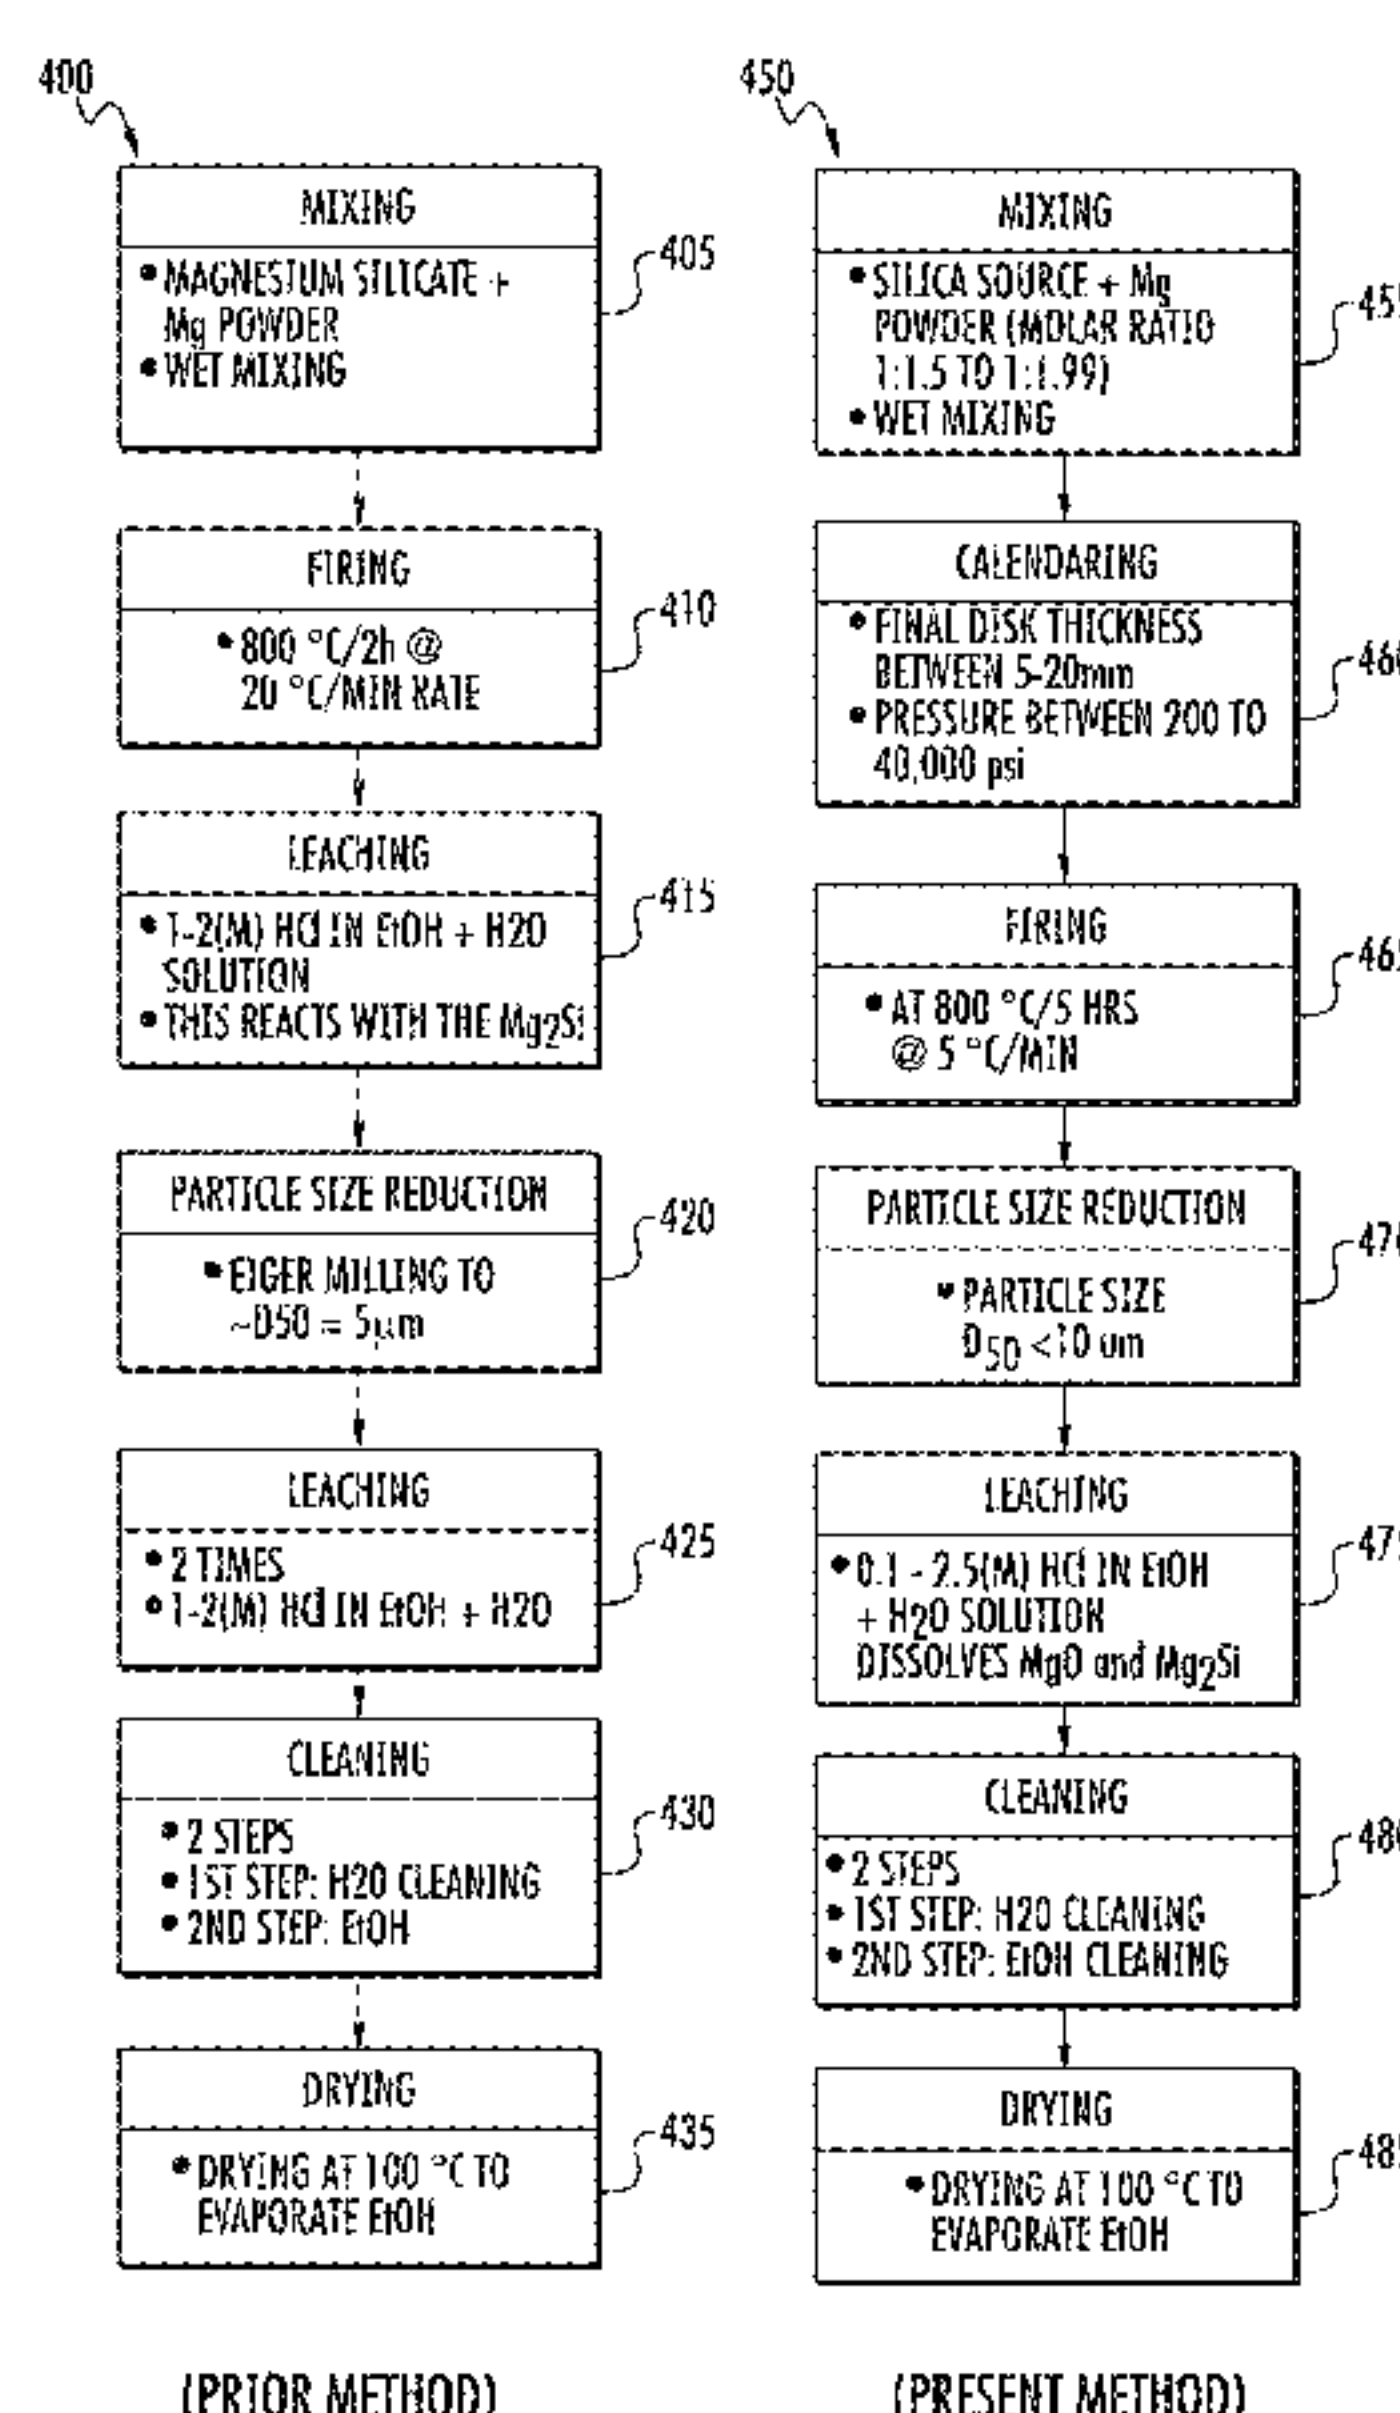 400
MIXING
● MAGNESIUM SILICATE +
Mg POWDER
● WET MIXING
405
FIRING
● 800 °C/2h @
20 °C/MIN RATE
410
LEACHING
● 1-2(M) HCl IN EtOH + H2O
SOLUTION
● THIS REACTS WITH THE Mg2Si
415
PARTICLE SIZE REDUCTION
● EIGER MILLING TO
~D50 = 5μm
420
LEACHING
● 2 TIMES
● 1-2(M) HCl IN EtOH + H2O
425
CLEANING
● 2 STEPS
● 1ST STEP: H2O CLEANING
● 2ND STEP: EtOH
430
DRYING
● DRYING AT 100 °C TO
EVAPORATE EtOH
435
(PRIOR METHOD)
450
MIXING
● SILICA SOURCE + Mg
POWDER (MOLAR RATIO
1:1.5 TO 1:1.99)
● WET MIXING
CALENDARING
● FINAL DISK THICKNESS
BETWEEN 5-20mm
● PRESSURE BETWEEN 200 TO
40,000 psi
FIRING
● AT 800 °C/5 HRS
@ 5 °C/MIN
PARTICLE SIZE REDUCTION
● PARTICLE SIZE
D50 <10 um
LEACHING
● 0.1 - 2.5(M) HCl IN EtOH
+ H2O SOLUTION
DISSOLVES MgO and Mg2Si
CLEANING
● 2 STEPS
● 1ST STEP: H2O CLEANING
● 2ND STEP: EtOH CLEANING
DRYING
● DRYING AT 100 °C TO
EVAPORATE EtOH
(PRESENT METHOD)